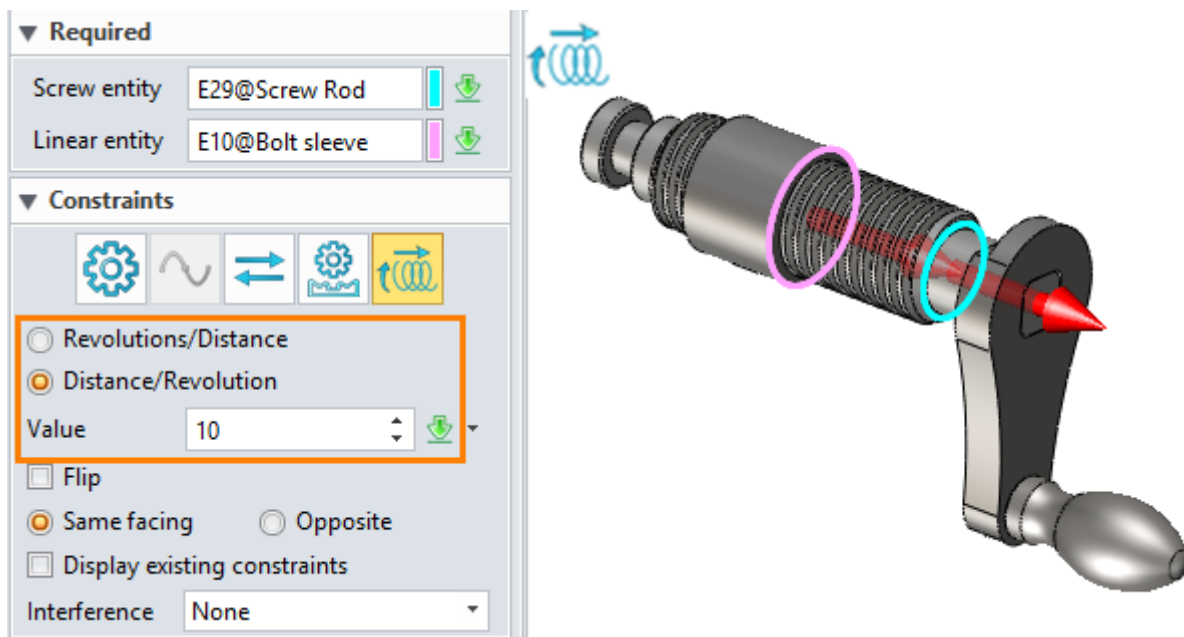 Required
Screw entity E29@Screw Rod
Linear entity E10@Bolt sleeve
Constraints
Revolutions/Distance
Distance/Revolution
Value 10
Flip
Same facing Opposite
Display existing constraints
Interference None